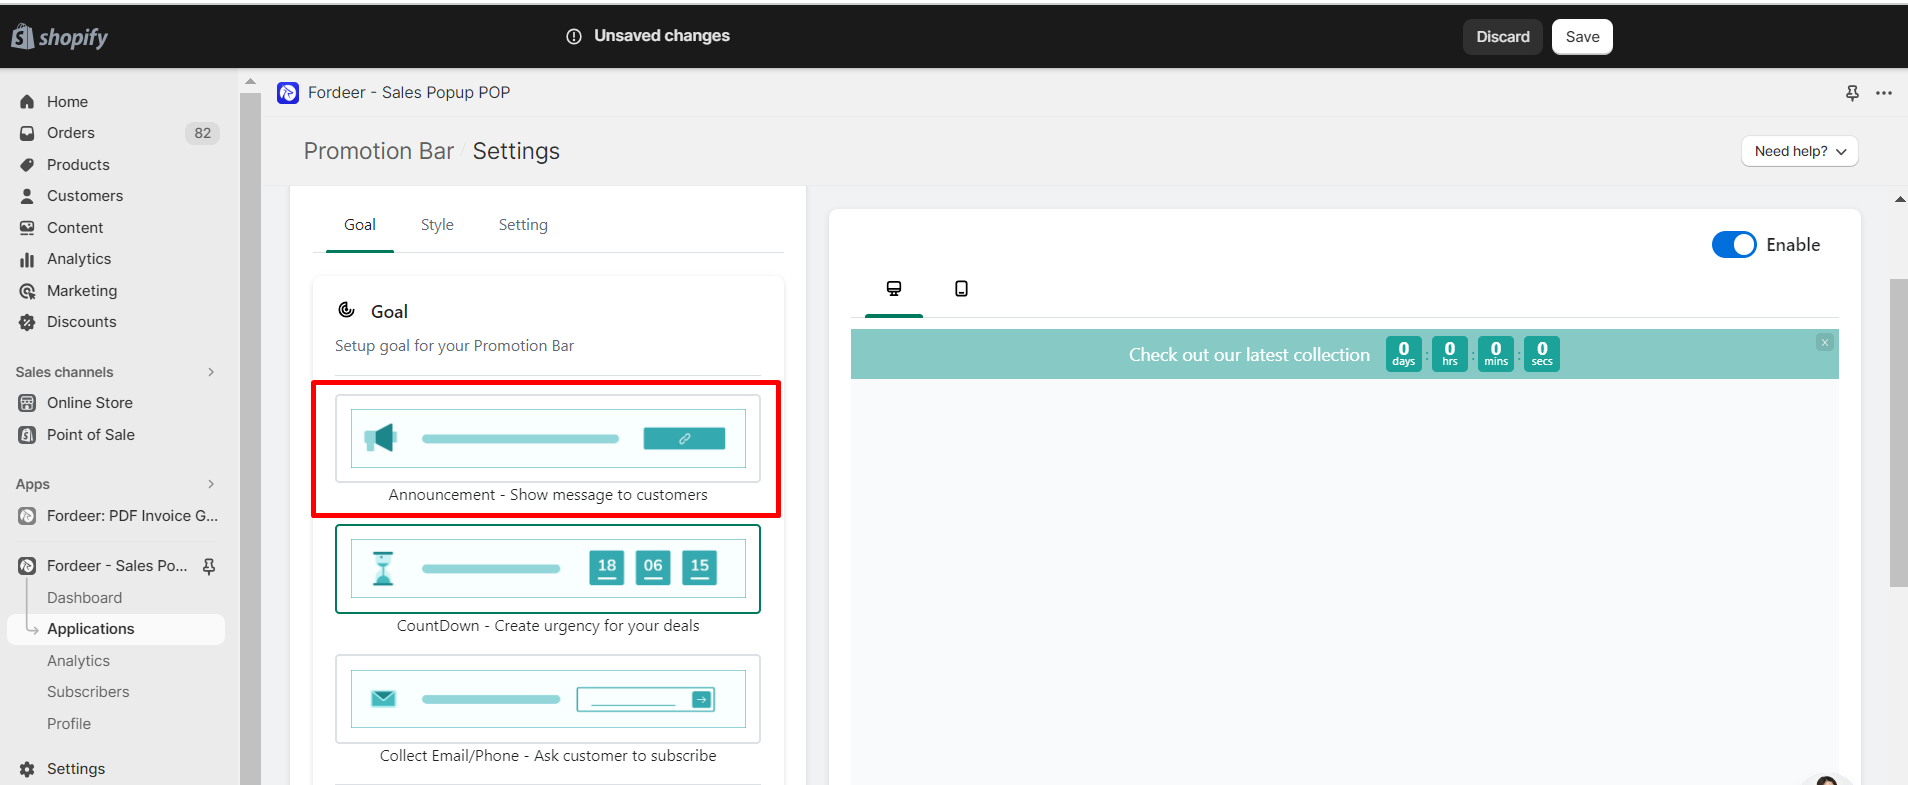 shopify
Unsaved changes
Discard
Save
Home
Orders
82
Products
Customers
Content
Analytics
Marketing
Discounts
Sales channels
Online Store
Point of Sale
Apps
Fordeer: PDF Invoice G...
Fordeer - Sales Po...
Dashboard
Applications
Analytics
Subscribers
Profile
Settings
Fordeer - Sales Popup POP
Promotion Bar / Settings
Need help?
Goal
Style
Setting
Goal
Setup goal for your Promotion Bar
Announcement - Show message to customers
18 06 15
CountDown - Create urgency for your deals
Collect Email/Phone - Ask customer to subscribe
Enable
Check out our latest collection
0 : 0 : 0 : 0
days hrs mins secs
x